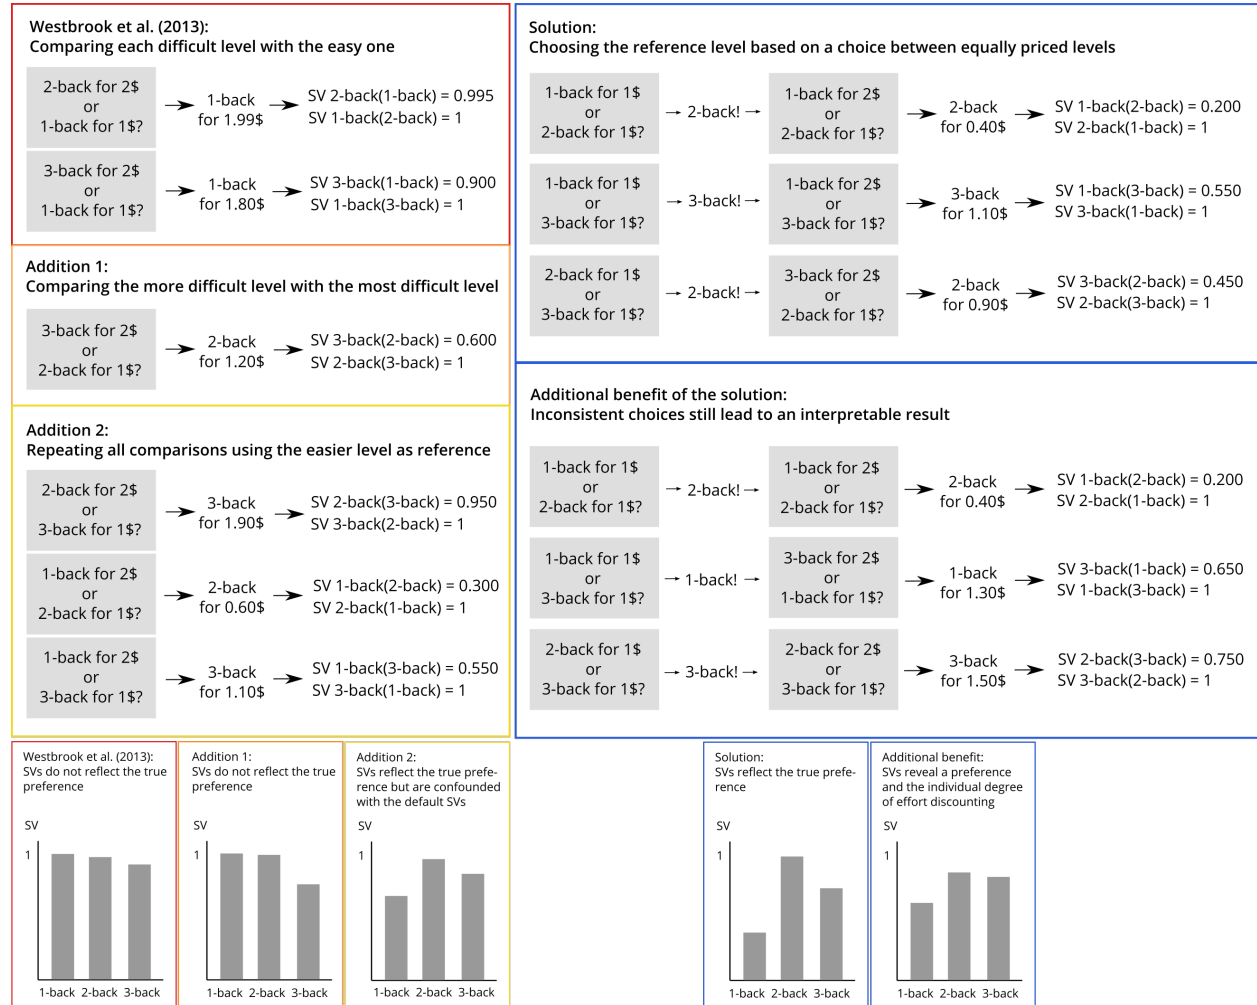 Westbrook et al. (2013):
Comparing each difficult level with the easy one
2-back for 2$
or
1-back for 1$?
1-back
for 1.99$
SV 2-back(1-back) = 0.995
SV 1-back(2-back) = 1
3-back for 2$
or
1-back for 1$?
1-back
for 1.80$
SV 3-back(1-back) = 0.900
SV 1-back(3-back) = 1
Addition 1:
Comparing the more difficult level with the most difficult level
3-back for 2$
or
2-back for 1$?
2-back
for 1.20$
SV 3-back(2-back) = 0.600
SV 2-back(3-back) = 1
Addition 2:
Repeating all comparisons using the easier level as reference
2-back for 2$
or
3-back for 1$?
3-back
for 1.90$
SV 2-back(3-back) = 0.950
SV 3-back(2-back) = 1
1-back for 2$
or
2-back for 1$?
2-back
for 0.60$
SV 1-back(2-back) = 0.300
SV 2-back(1-back) = 1
1-back for 2$
or
3-back for 1$?
3-back
for 1.10$
SV 1-back(3-back) = 0.550
SV 3-back(1-back) = 1
Solution:
Choosing the reference level based on a choice between equally priced levels
1-back for 1$
or
2-back for 1$?
2-back!
1-back for 2$
or
2-back for 1$?
2-back
for 0.40$
SV 1-back(2-back) = 0.200
SV 2-back(1-back) = 1
1-back for 1$
or
3-back for 1$?
3-back!
1-back for 2$
or
3-back for 1$?
3-back
for 1.10$
SV 1-back(3-back) = 0.550
SV 3-back(1-back) = 1
2-back for 1$
or
3-back for 1$?
2-back!
3-back for 2$
or
2-back for 1$?
2-back
for 0.90$
SV 3-back(2-back) = 0.450
SV 2-back(3-back) = 1
Additional benefit of the solution:
Inconsistent choices still lead to an interpretable result
1-back for 1$
or
2-back for 1$?
2-back!
1-back for 2$
or
2-back for 1$?
2-back
for 0.40$
SV 1-back(2-back) = 0.200
SV 2-back(1-back) = 1
1-back for 1$
or
3-back for 1$?
1-back!
3-back for 2$
or
1-back for 1$?
1-back
for 1.30$
SV 3-back(1-back) = 0.650
SV 1-back(3-back) = 1
2-back for 1$
or
3-back for 1$?
3-back!
2-back for 2$
or
3-back for 1$?
3-back
for 1.50$
SV 2-back(3-back) = 0.750
SV 3-back(2-back) = 1
Westbrook et al. (2013):
SVs do not reflect the true
preference
SV
1
1-back 2-back 3-back
Addition 1:
SVs do not reflect the true
preference
SV
1
1-back 2-back 3-back
Addition 2:
SVs reflect the true prefe-
rence but are confounded
with the default SVs
SV
1
1-back 2-back 3-back
Solution:
SVs reflect the true prefe-
rence
SV
1
1-back 2-back 3-back
Additional benefit:
SVs reveal a preference
and the individual degree
of effort discounting
SV
1
1-back 2-back 3-back